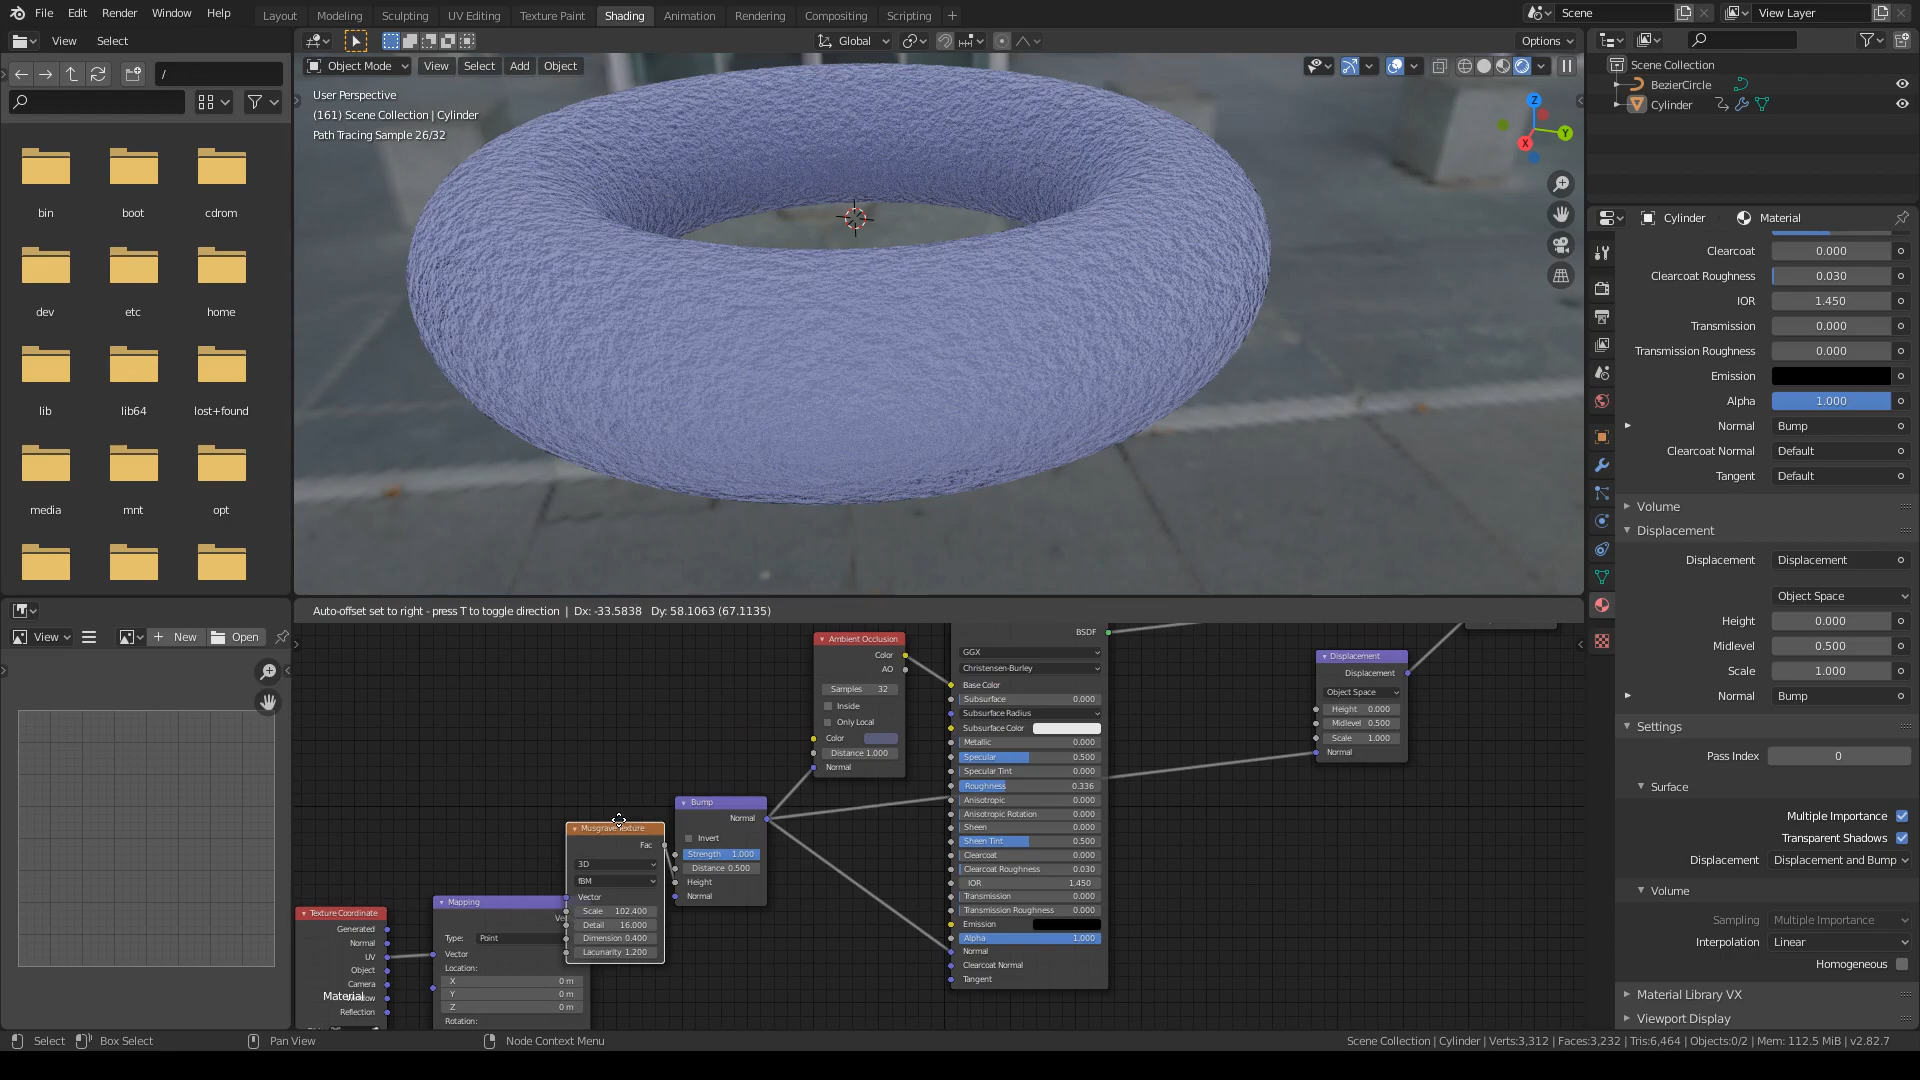 File Edit Render Window Help Layout Modeling Sculpting UV Editing Texture Paint Shading Animation Rendering Compositing Scripting Scene View Layer
View Select Global Options
/ Object Mode View Select Add Object
User Perspective
(161) Scene Collection | Cylinder
Path Tracing Sample 26/32
Z
Y
X
bin boot cdrom
dev etc home
lib lib64 lost+found
media mnt opt
Scene Collection
BezierCircle
Cylinder
Cylinder Material
Clearcoat 0.000
Clearcoat Roughness 0.030
IOR 1.450
Transmission 0.000
Transmission Roughness 0.000
Emission
Alpha 1.000
Normal Bump
Clearcoat Normal Default
Tangent Default
Volume
Displacement
Displacement Displacement
Object Space
Height 0.000
Midlevel 0.500
Scale 1.000
Normal Bump
Settings
Pass Index 0
Surface
Multiple Importance
Transparent Shadows
Displacement Displacement and Bump
Volume
Sampling Multiple Importance
Interpolation Linear
Homogeneous
Material Library VX
Viewport Display
View New Open
Auto-offset set to right - press T to toggle direction | Dx: -33.5838 Dy: 58.1063 (67.1135)
Texture Coordinate
Generated
Normal
UV
Object
Camera
Reflection
Material
Mapping
Type: Point
Vector
Location:
X 0 m
Y 0 m
Z 0 m
Rotation:
Fac
3D
fBM
Vector
Scale 102.400
Detail 16.000
Dimension 0.400
Lacunarity 1.200
Bump
Normal
Invert
Strength 1.000
Distance 0.500
Height
Normal
Ambient Occlusion
Color
AO
Samples 32
Inside
Only Local
Color
Distance 1.000
Normal
BSDF
GGX
Christensen-Burley
Base Color
Subsurface 0.000
Subsurface Radius
Subsurface Color
Metallic 0.000
Specular 0.500
Specular Tint 0.000
Roughness 0.336
Anisotropic 0.000
Anisotropic Rotation 0.000
Sheen 0.000
Sheen Tint 0.500
Clearcoat 0.000
Clearcoat Roughness 0.030
IOR 1.450
Transmission 0.000
Transmission Roughness 0.000
Emission
Alpha 1.000
Normal
Clearcoat Normal
Tangent
Displacement
Displacement
Object Space
Height 0.000
Midlevel 0.500
Scale 1.000
Normal
Select Box Select Pan View Node Context Menu Scene Collection | Cylinder | Verts:3,312 | Faces:3,232 | Tris:6,464 | Objects:0/2 | Mem: 112.5 MiB | v2.82.7